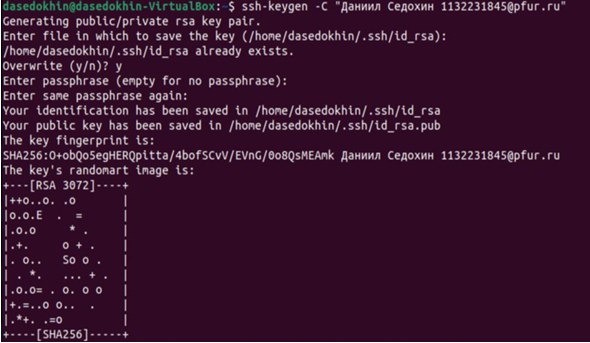 dasedokhin@dasedokhin-VirtualBox:~$ ssh-keygen -C "Даниил Седохин 1132231845@pfur.ru"
Generating public/private rsa key pair.
Enter file in which to save the key (/home/dasedokhin/.ssh/id_rsa):
/home/dasedokhin/.ssh/id_rsa already exists.
Overwrite (y/n)? y
Enter passphrase (empty for no passphrase):
Enter same passphrase again:
Your identification has been saved in /home/dasedokhin/.ssh/id_rsa
Your public key has been saved in /home/dasedokhin/.ssh/id_rsa.pub
The key fingerprint is:
SHA256:O+obQo5egHERQpitta/4bofSCvV/EVnG/0o8QsMEAmk Даниил Седохин 1132231845@pfur.ru
The key's randomart image is:
+---[RSA 3072]----+
|++o..o. .o       |
|o.o.E  .  =      |
|.o.o     * .     |
|.+.     o + .    |
| . o..  So o .   |
| . *.   ... + .  |
|.o.o= . o. o o   |
|+.=..o o..  .    |
|.*+. .=o         |
+----[SHA256]-----+